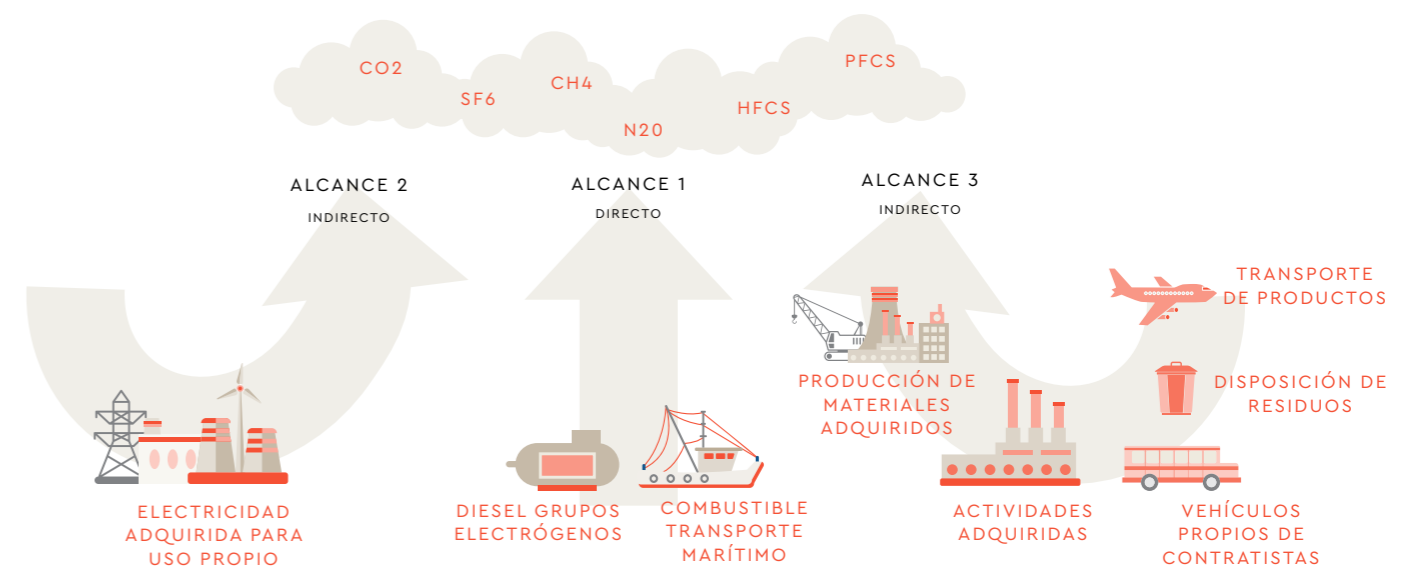 CO2
SF6
CH4
N20
HFCS
PFCS
ALCANCE 2
INDIRECTO
ALCANCE 1
DIRECTO
ALCANCE 3
INDIRECTO
TRANSPORTE
DE PRODUCTOS
PRODUCCIÓN DE
MATERIALES
ADQUIRIDOS
DISPOSICIÓN DE
RESIDUOS
ELECTRICIDAD
ADQUIRIDA PARA
USO PROPIO
DIESEL GRUPOS
ELECTRÓGENOS
COMBUSTIBLE
TRANSPORTE
MARÍTIMO
ACTIVIDADES
ADQUIRIDAS
VEHÍCULOS
PROPIOS DE
CONTRATISTAS